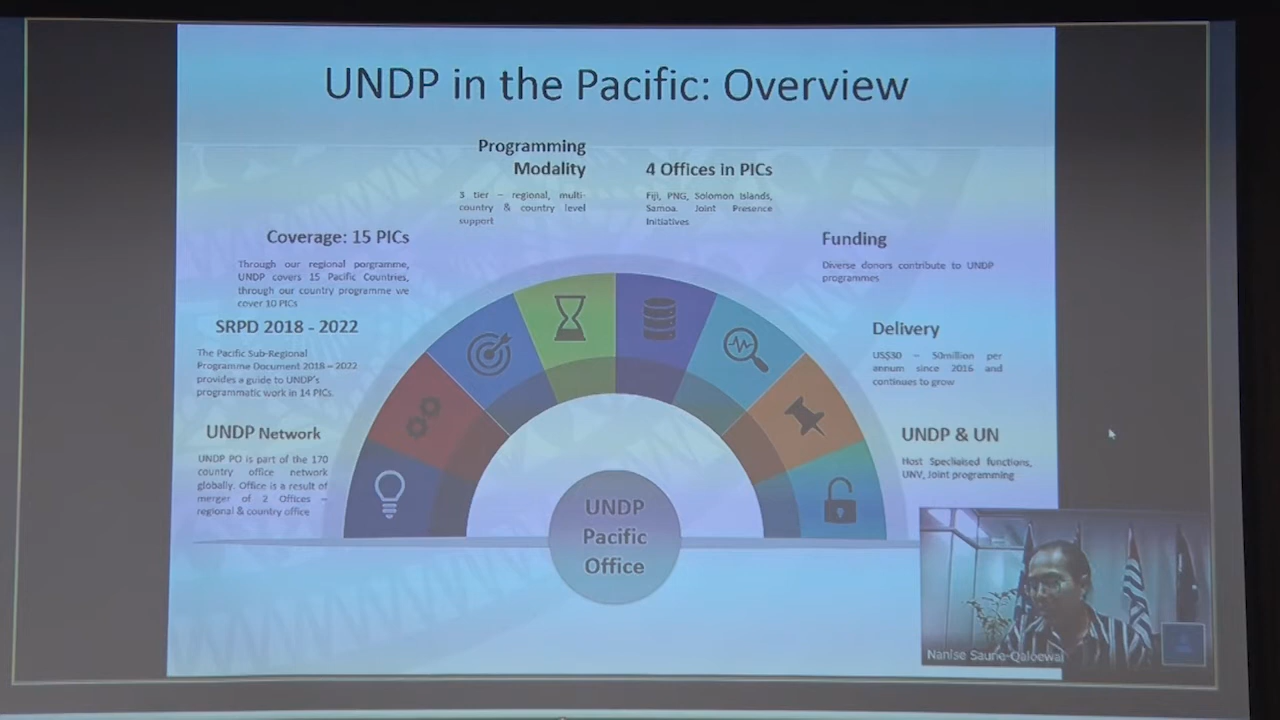 UNDP in the Pacific: Overview
Programming
Modality
3 tier – regional, multi-
country & country level
support
4 Offices in PICs
Fiji, PNG, Solomon Islands,
Samoa. Joint Presence
Initiatives
Coverage: 15 PICs
Through our regional porgramme,
UNDP covers 15 Pacific Countries,
through our country programme we
cover 10 PICs
Funding
Diverse donors contribute to UNDP
programmes
SRPD 2018 - 2022
The Pacific Sub-Regional
Programme Document 2018 – 2022
provides a guide to UNDP's
programmatic work in 14 PICs.
Delivery
US$30 – 50million per
annum since 2016 and
continues to grow
UNDP Network
UNDP PO is part of the 170
country office network
globally. Office is a result of
merger of 2 Offices –
regional & country office
UNDP & UN
Host Specilaised functions,
UNV, Joint programming
UNDP
Pacific
Office
Nanise Saune-Qaloewai